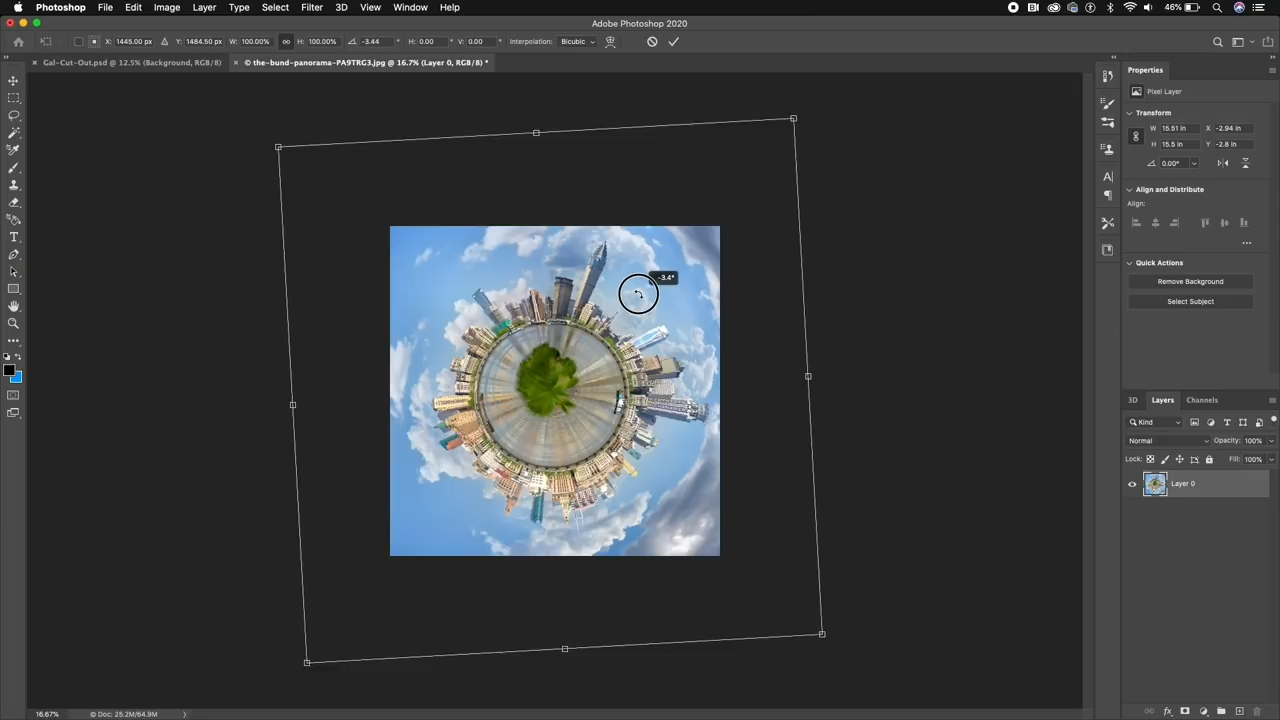 Photoshop File Edit Image Layer Type Select Filter 3D View Window Help 46%
Adobe Photoshop 2020
X: 1445.00 px Y: 1484.50 px W: 100.00% H: 100.00% -3.44 ° H: 0.00 ° V: 0.00 ° Interpolation: Bicubic
Gal-Cut-Out.psd @ 12.5% (Background, RGB/8) © the-bund-panorama-PA9TRG3.jpg @ 16.7% (Layer 0, RGB/8) *
Properties
Pixel Layer
Transform
W 15.51 in X -2.94 in
H 15.5 in Y -2.8 in
0.00°
Align and Distribute
Align:
Quick Actions
Remove Background
Select Subject
-3.4°
3D Layers Channels
Kind
Normal Opacity: 100%
Lock: Fill: 100%
Layer 0
16.67% © Doc: 25.2M/64.9M